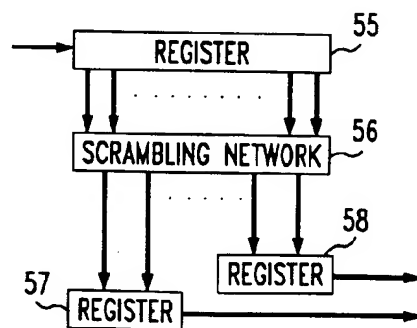 55
REGISTER
56
SCRAMBLING NETWORK
58
REGISTER
57
REGISTER